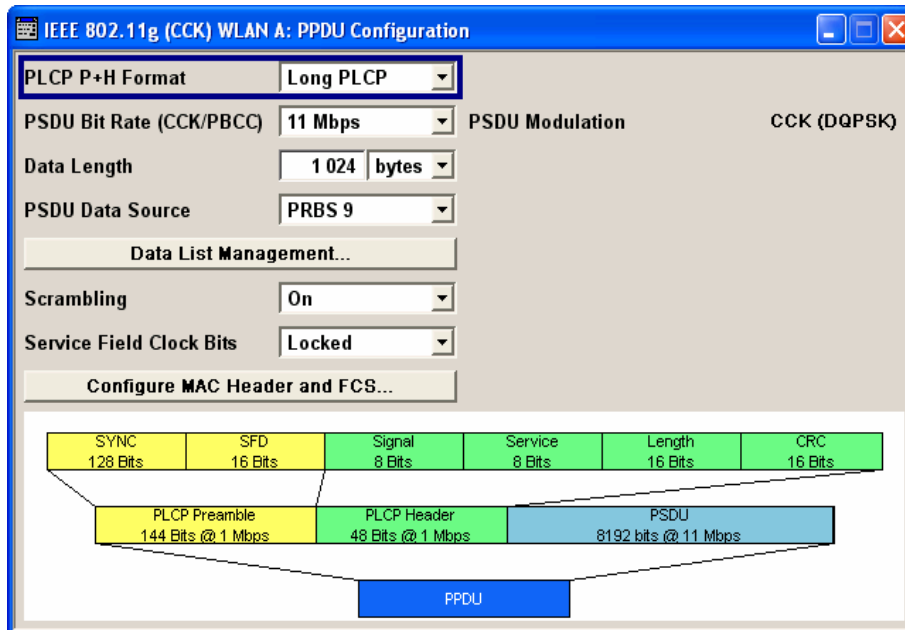 IEEE 802.11g (CCK) WLAN A: PPDU Configuration
PLCP P+H Format Long PLCP
PSDU Bit Rate (CCK/PBCC) 11 Mbps PSDU Modulation CCK (DQPSK)
Data Length 1 024 bytes
PSDU Data Source PRBS 9
Data List Management...
Scrambling On
Service Field Clock Bits Locked
Configure MAC Header and FCS...
SYNC SFD Signal Service Length CRC
128 Bits 16 Bits 8 Bits 8 Bits 16 Bits 16 Bits
PLCP Preamble PLCP Header PSDU
144 Bits @ 1 Mbps 48 Bits @ 1 Mbps 8192 bits @ 11 Mbps
PPDU